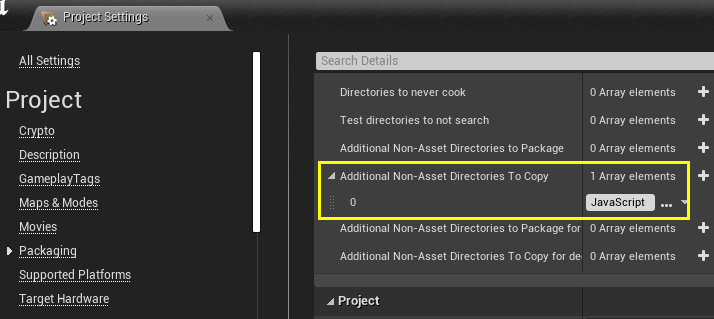 Project Settings
All Settings
Project
Crypto
Description
GameplayTags
Maps & Modes
Movies
Packaging
Supported Platforms
Target Hardware
Search Details
Directories to never cook 0 Array elements
Test directories to not search 0 Array elements
Additional Non-Asset Directories to Package 0 Array elements
Additional Non-Asset Directories To Copy 1 Array elements
0 JavaScript ...
Additional Non-Asset Directories to Package for 0 Array elements
Additional Non-Asset Directories To Copy for de 0 Array elements
Project